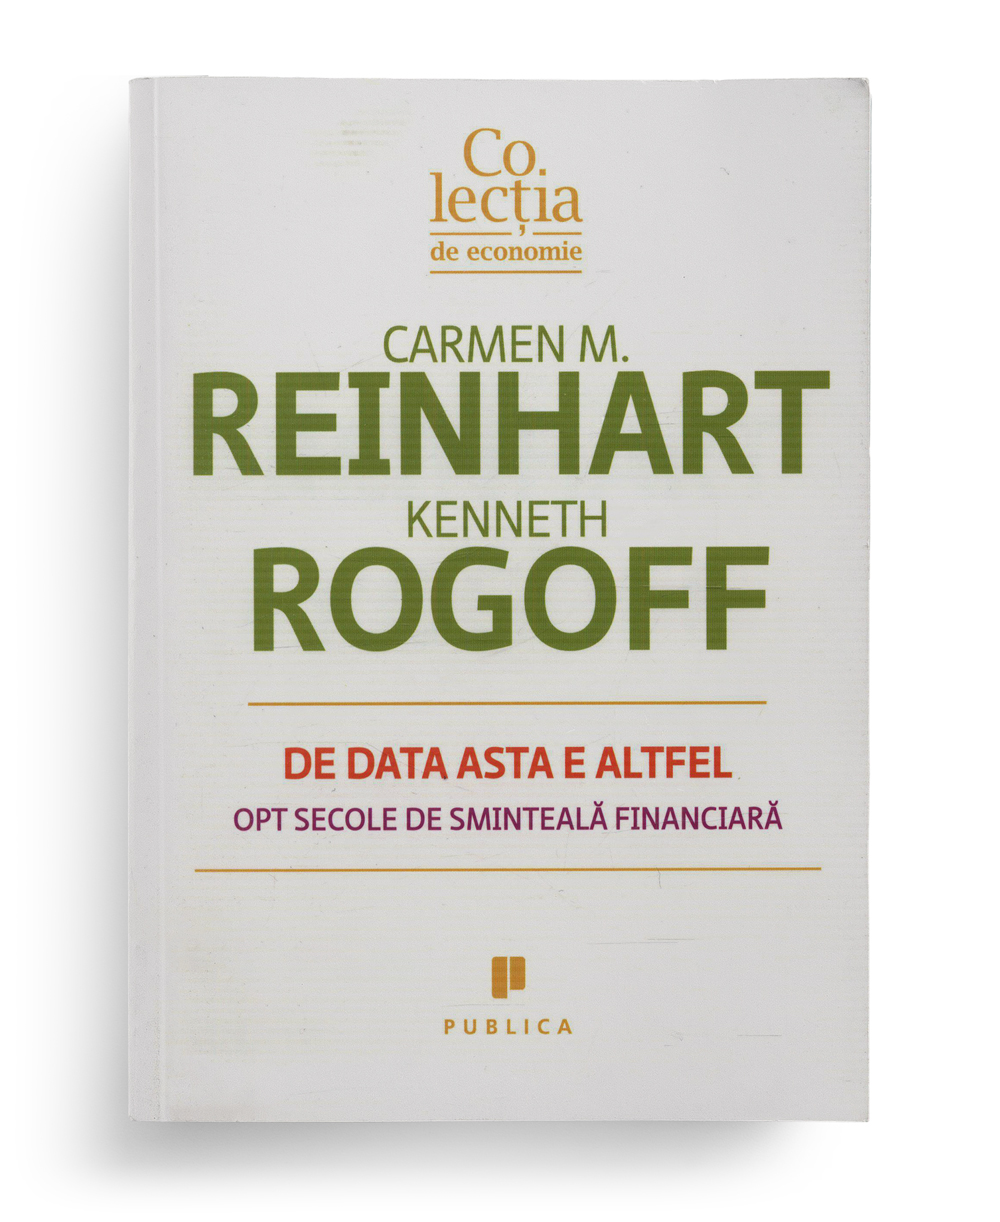 Co.
lecția
de economie
CARMEN M.
REINHART
KENNETH
ROGOFF
DE DATA ASTA E ALTFEL
OPT SECOLE DE SMINTEALĂ FINANCIARĂ
PUBLICA